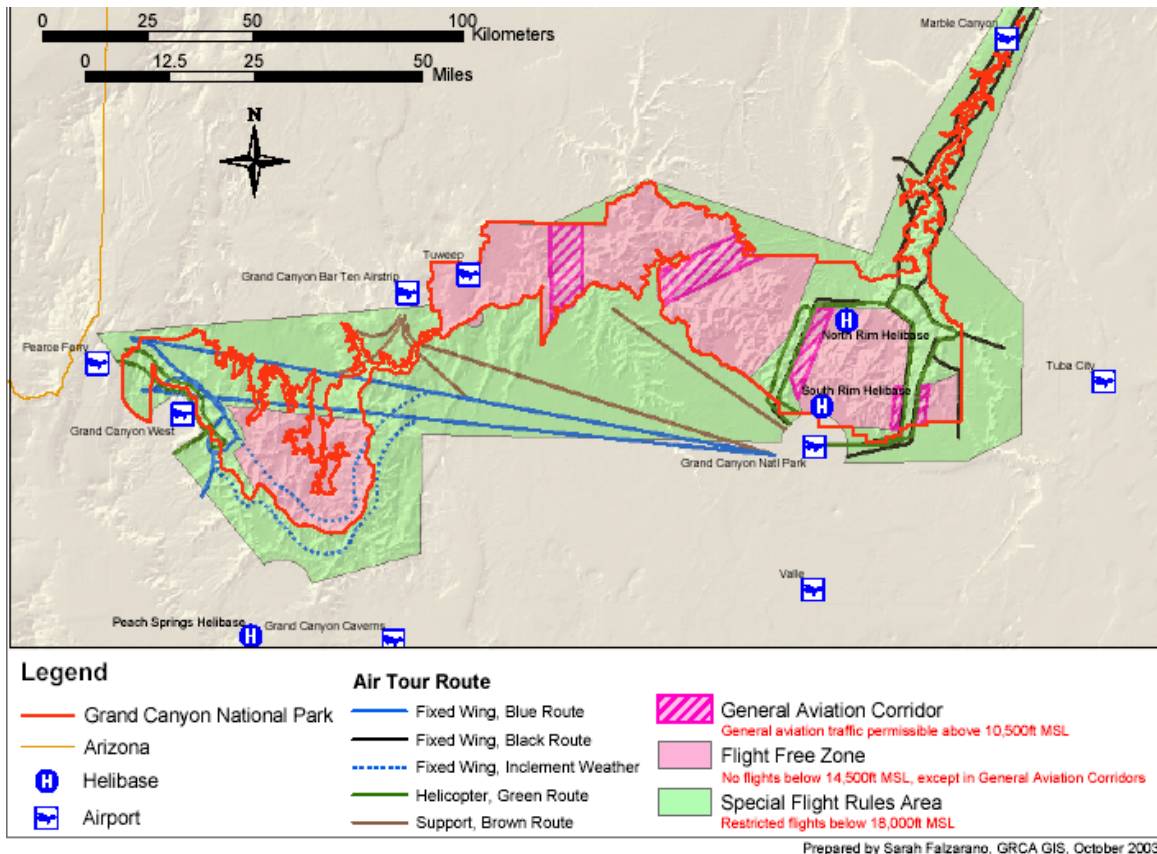 0 25 50 100
Kilometers
0 12.5 25 50
Miles
N
Marble Canyon
Tuweep
Grand Canyon Bar Ten Airstrip
Pearce Ferry
North Rim Helibase
Tuba City
South Rim Helibase
Grand Canyon West
Grand Canyon Natl Park
Valle
Peach Springs Helibase
H
Grand Canyon Caverns
H
H
Legend
Grand Canyon National Park
Arizona
H Helibase
Airport
Air Tour Route
Fixed Wing, Blue Route
Fixed Wing, Black Route
Fixed Wing, Inclement Weather
Helicopter, Green Route
Support, Brown Route
General Aviation Corridor
General aviation traffic permissible above 10,500ft MSL
Flight Free Zone
No flights below 14,500ft MSL, except in General Aviation Corridors
Special Flight Rules Area
Restricted flights below 18,000ft MSL
Prepared by Sarah Falzarano, GRCA GIS, October 2003